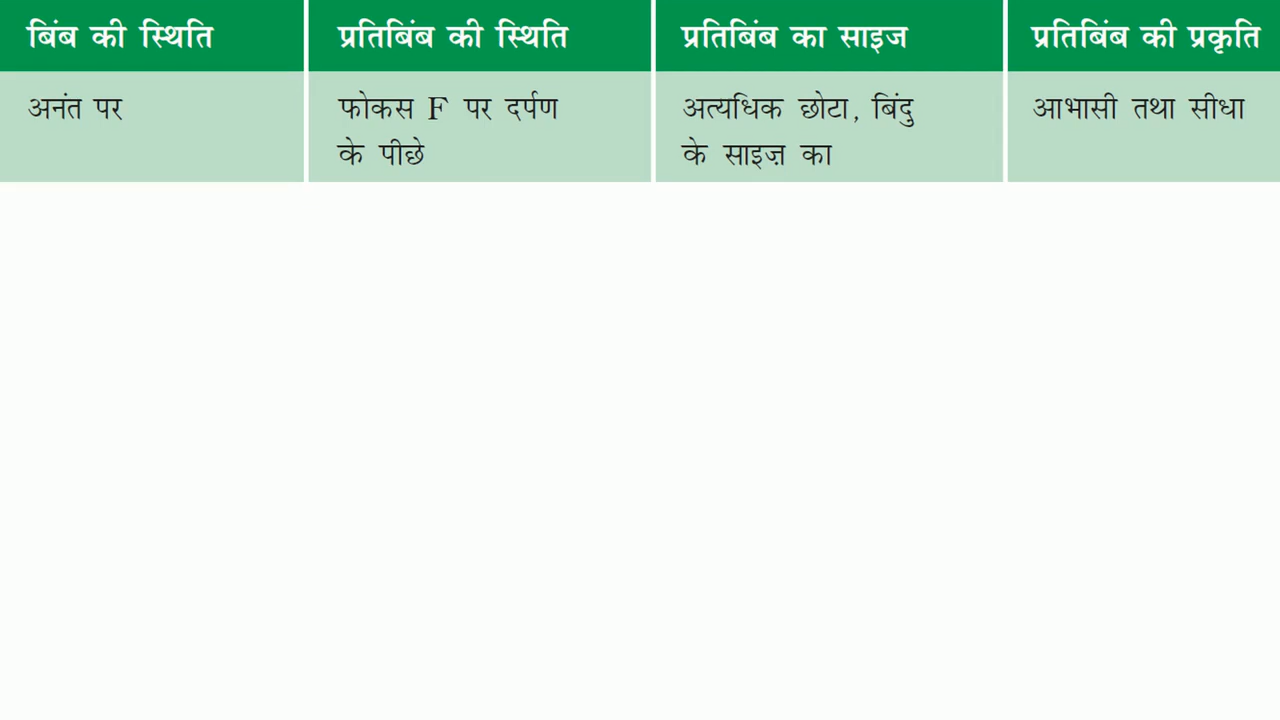 बिंब की स्थिति प्रतिबिंब की स्थिति प्रतिबिंब का साइज प्रतिबिंब की प्रकृति
अनंत पर फोकस F पर दर्पण अत्यधिक छोटा, बिंदु आभासी तथा सीधा
के पीछे के साइज़ का